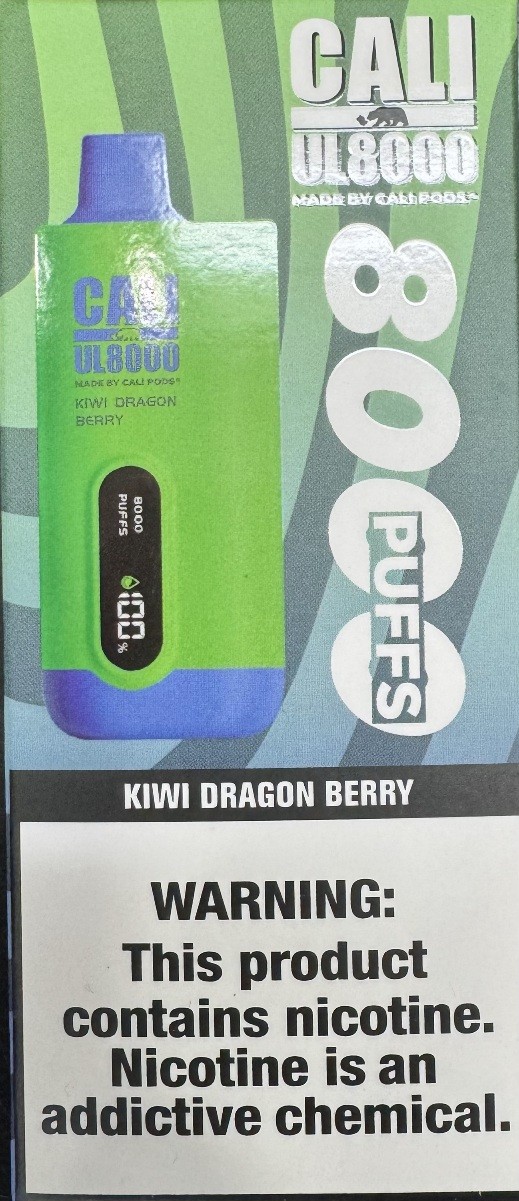 CALI
UL8000
MADE BY CALI PODS™
8000
PUFFS
CALI
UL8000
MADE BY CALI PODS®
KIWI DRAGON
BERRY
8000
PUFFS
100%
KIWI DRAGON BERRY
WARNING:
This product
contains nicotine.
Nicotine is an
addictive chemical.